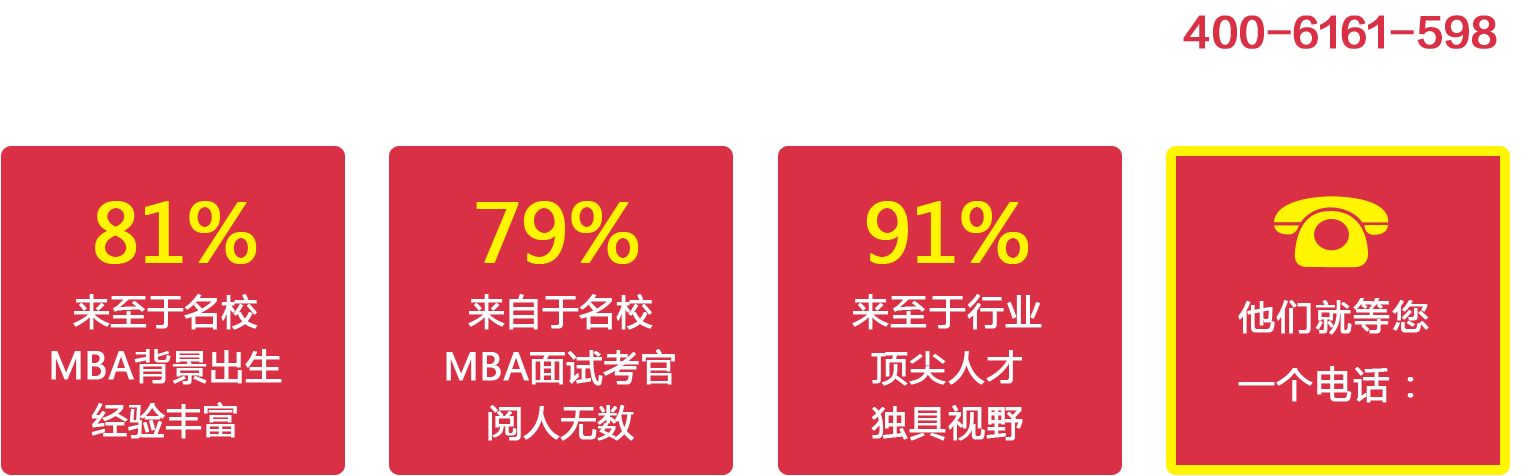 400-6161-598
81%
来至于名校
MBA背景出生
经验丰富
79%
来自于名校
MBA面试考官
阅人无数
91%
来至于行业
顶尖人才
独具视野
他们就等您
一个电话：